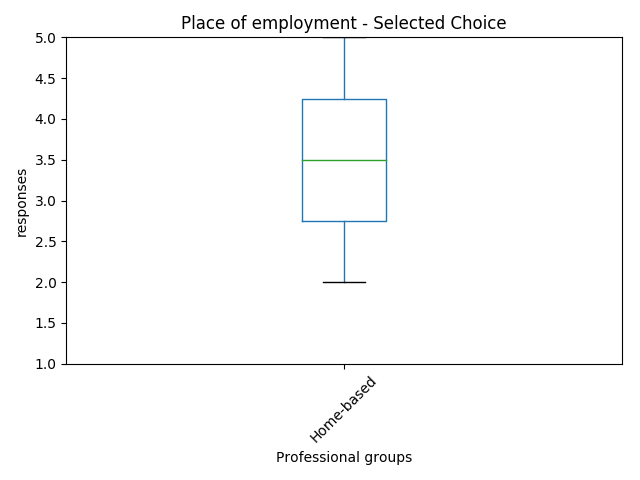 Place of employment - Selected Choice
5.0
4.5
4.0
3.5
3.0
2.5
2.0
1.5
1.0
responses
Home-based
Professional groups